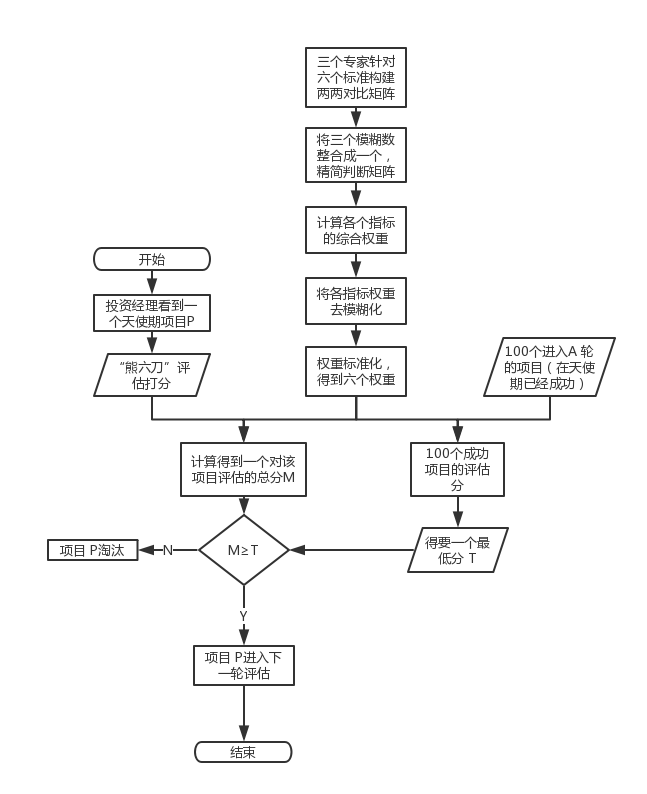 三个专家针对
六个标准构建
两两对比矩阵
将三个模糊数
整合成一个，
精简判断矩阵
计算各个指标
的综合权重
开始
将各指标权重
去模糊化
投资经理看到一
个天使期项目P
“熊六刀”评
估打分
权重标准化，
得到六个权重
100个进入A 轮
的项目（在天使
期已经成功）
计算得到一个对该
项目评估的总分M
100个成功
项目的评估
分
项目 P淘汰
N
M≥T
得要一个最
低分 T
Y
项目 P进入下
一轮评估
结束